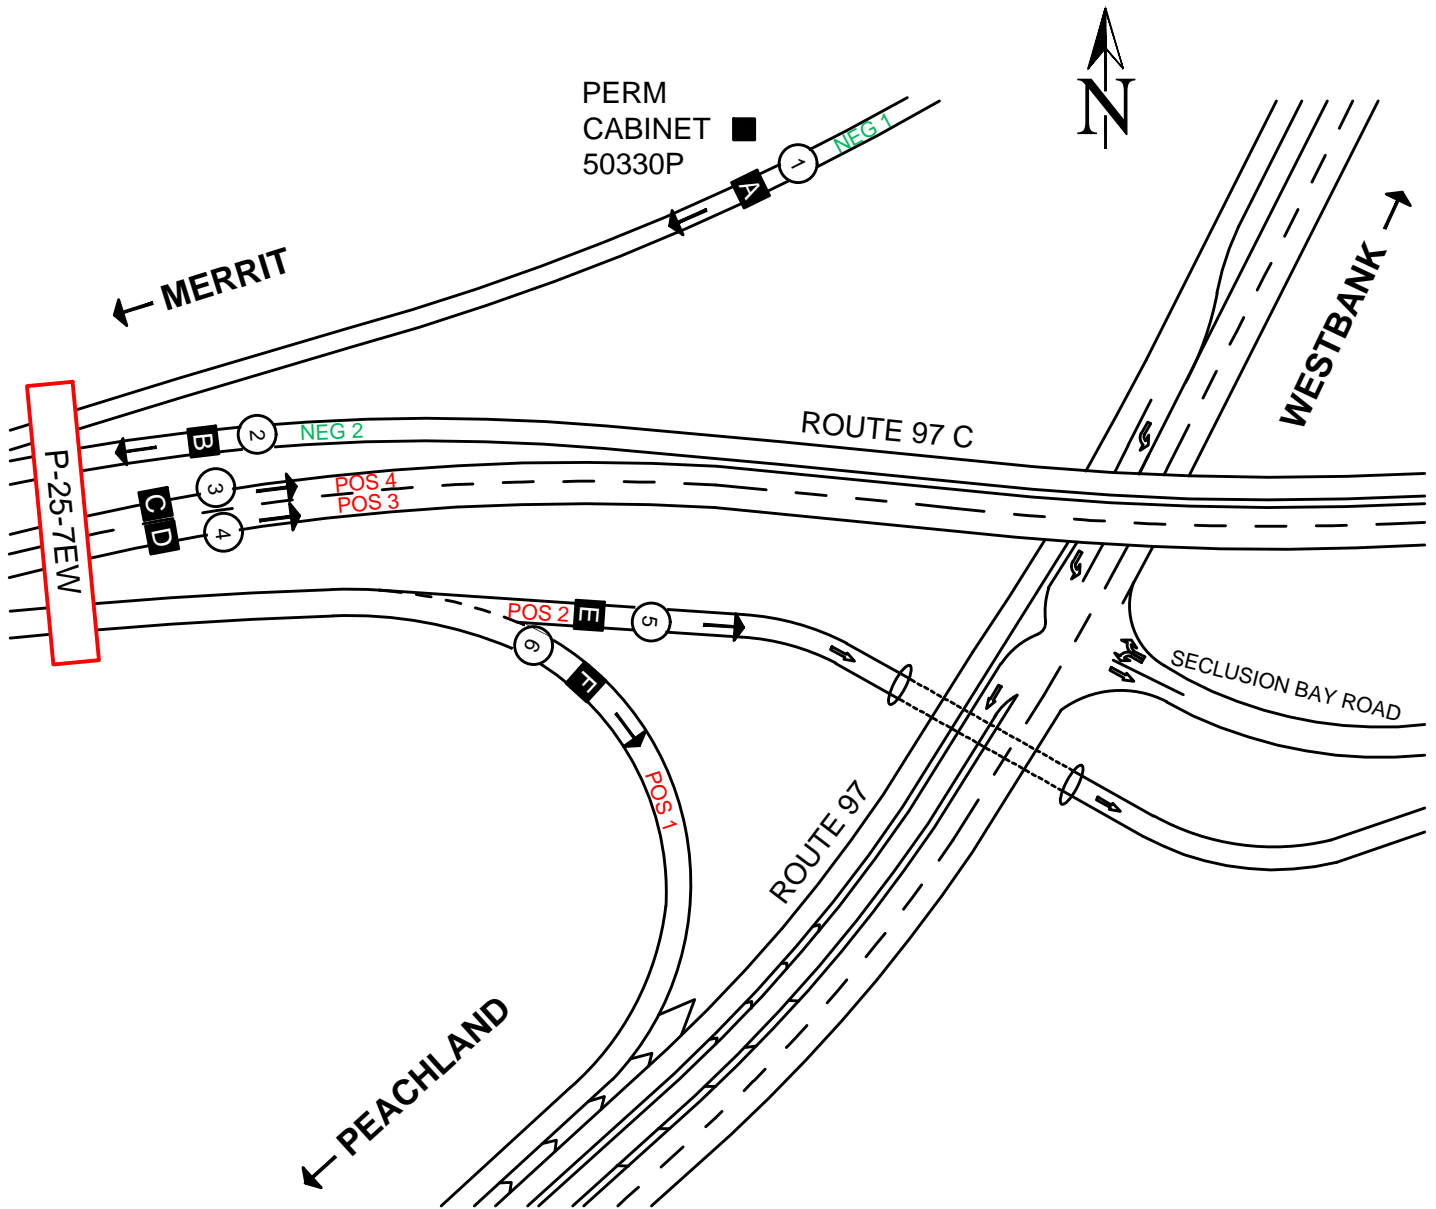 PERM
CABINET
50330P
N
NEG 1
1
A
MERRIT
WESTBANK
ROUTE 97 C
P-25-7EW
B
2
NEG 2
C
3
POS 4
D
4
POS 3
POS 2
E
5
6
F
POS 1
SECLUSION BAY ROAD
ROUTE 97
PEACHLAND